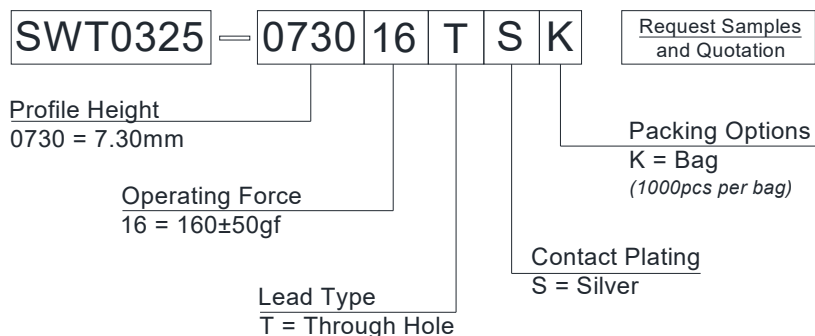 SWT0325 — 0730 16 T S K
Request Samples
and Quotation
Profile Height
0730 = 7.30mm
Packing Options
K = Bag
(1000pcs per bag)
Operating Force
16 = 160±50gf
Contact Plating
S = Silver
Lead Type
T = Through Hole